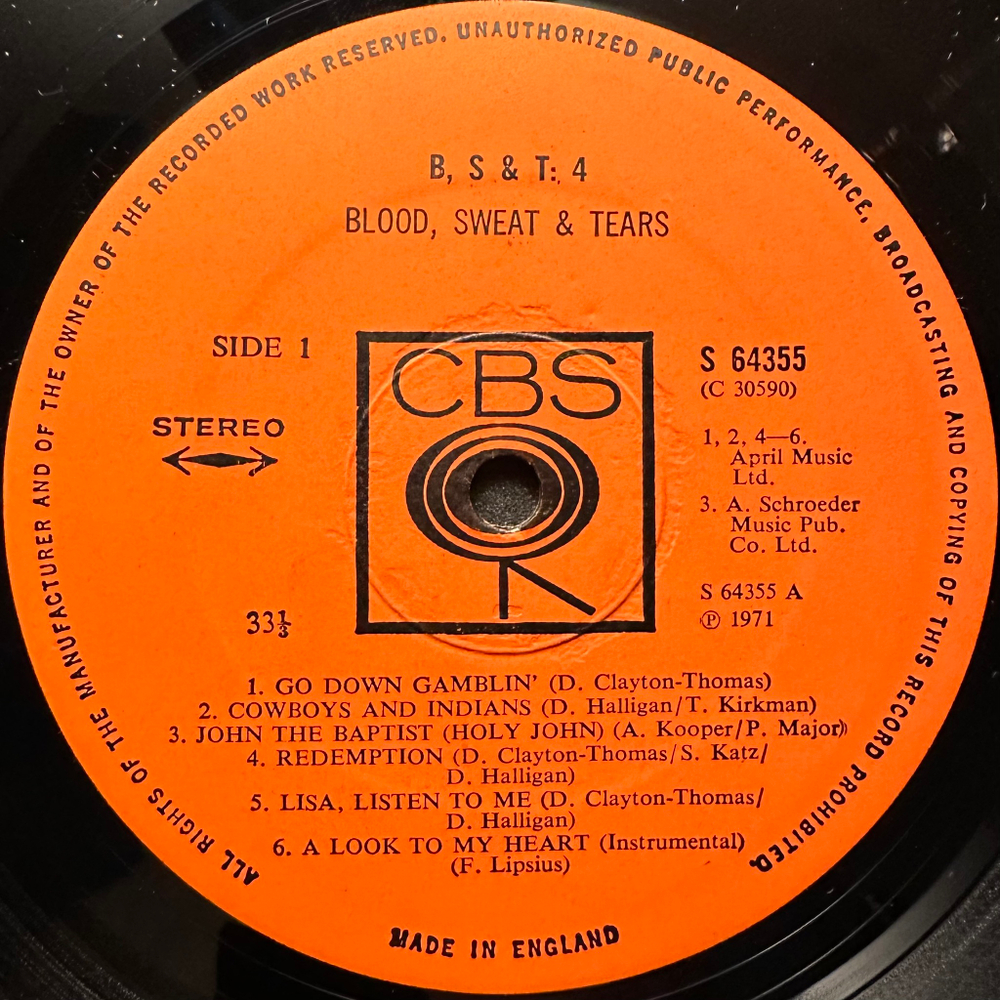 ALL RIGHTS OF THE MANUFACTURER AND OF THE OWNER OF THE RECORDED WORK RESERVED. UNAUTHORIZED PUBLIC PERFORMANCE, BROADCASTING AND COPYING OF THIS RECORD PROHIBITED.
B, S & T: 4
BLOOD, SWEAT & TEARS
SIDE 1
STEREO
33⅓
CBS
S 64355
(C 30590)
1, 2, 4—6.
April Music
Ltd.
3. A. Schroeder
Music Pub.
Co. Ltd.
S 64355 A
℗ 1971
1. GO DOWN GAMBLIN' (D. Clayton-Thomas)
2. COWBOYS AND INDIANS (D. Halligan/T. Kirkman)
3. JOHN THE BAPTIST (HOLY JOHN) (A. Kooper/P. Major)
4. REDEMPTION (D. Clayton-Thomas/S. Katz/
D. Halligan)
5. LISA, LISTEN TO ME (D. Clayton-Thomas/
D. Halligan)
6. A LOOK TO MY HEART (Instrumental)
(F. Lipsius)
MADE IN ENGLAND